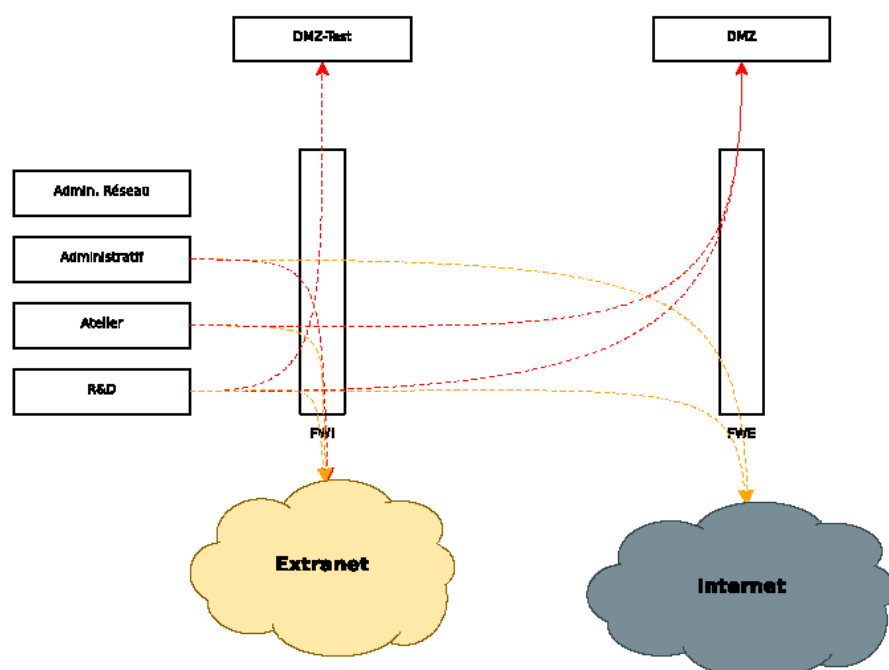 DMZ-Test
DMZ
Admin. Réseau
Administratif
Atelier
R&D
FWI
FWE
Extranet
Internet